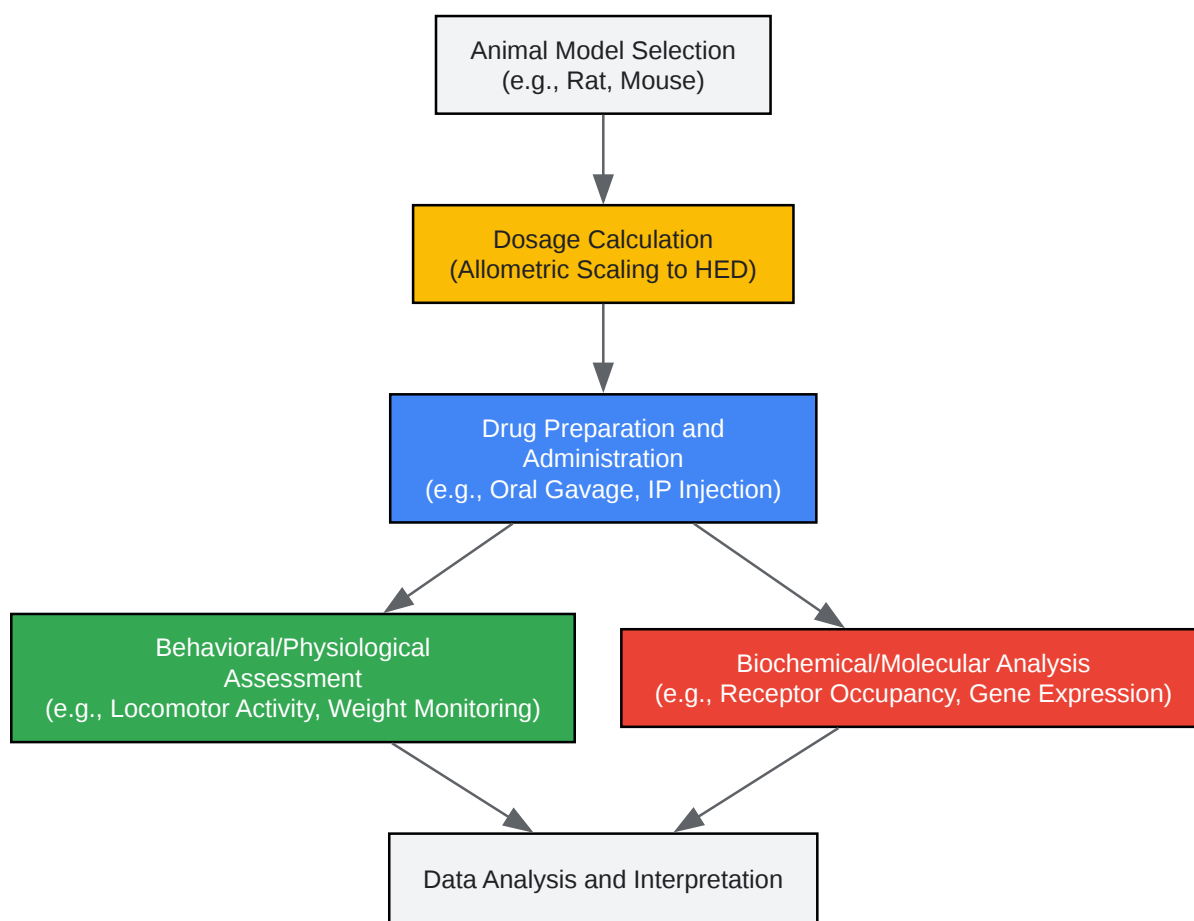 Animal Model Selection
(e.g., Rat, Mouse)
Dosage Calculation
(Allometric Scaling to HED)
Drug Preparation and
Administration
(e.g., Oral Gavage, IP Injection)
Behavioral/Physiological
Assessment
(e.g., Locomotor Activity, Weight Monitoring)
Biochemical/Molecular Analysis
(e.g., Receptor Occupancy, Gene Expression)
Data Analysis and Interpretation